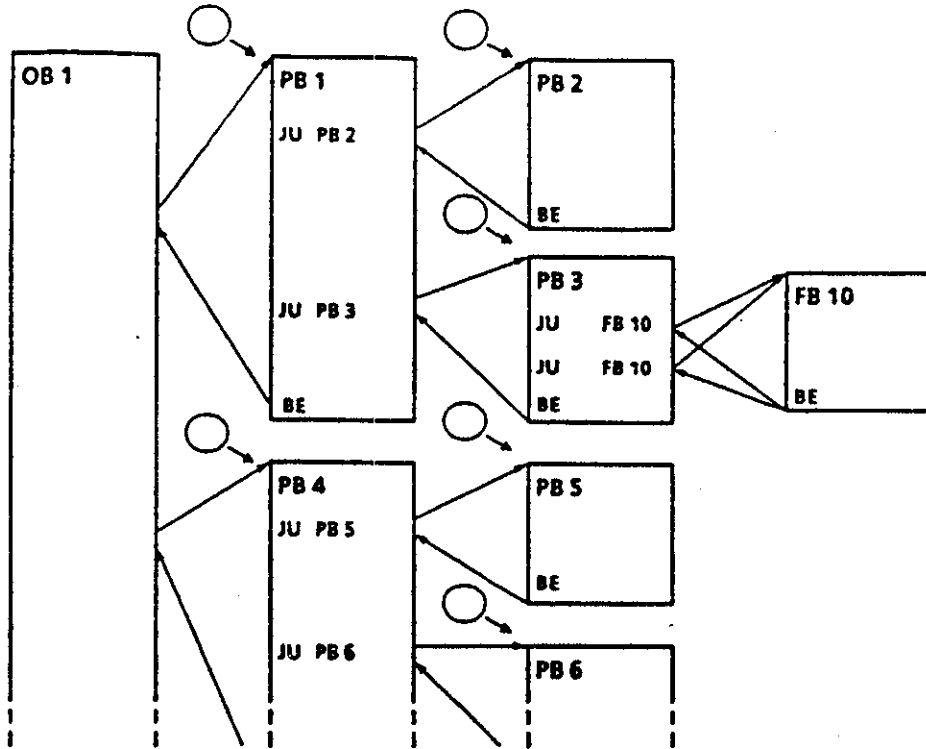 OB 1
PB 1
JU PB 2
JU PB 3
BE
PB 2
BE
PB 3
JU FB 10
JU FB 10
BE
FB 10
BE
PB 4
JU PB 5
JU PB 6
PB 5
BE
PB 6